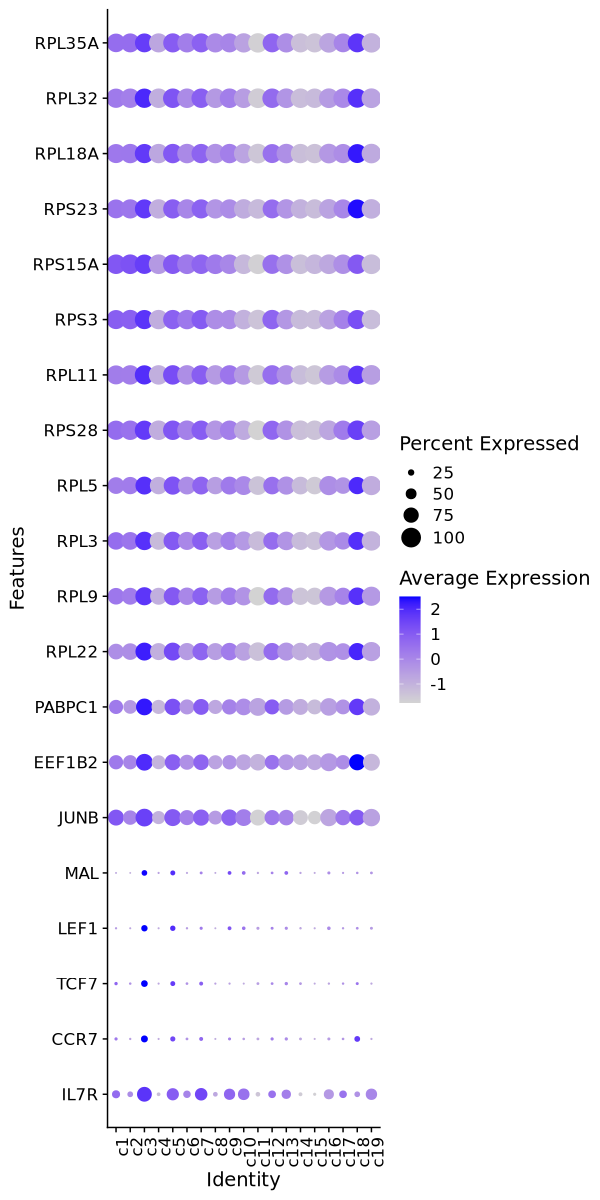 RPL35A
RPL32
RPL18A
RPS23
RPS15A
RPS3
RPL11
RPS28
RPL5
RPL3
RPL9
RPL22
PABPC1
EEF1B2
JUNB
MAL
LEF1
TCF7
CCR7
IL7R
Features
c1 c2 c3 c4 c5 c6 c7 c8 c9 c10 c11 c12 c13 c14 c15 c17 c18 c19
Identity
Percent Expressed
25
50
75
100
Average Expression
2
1
0
-1